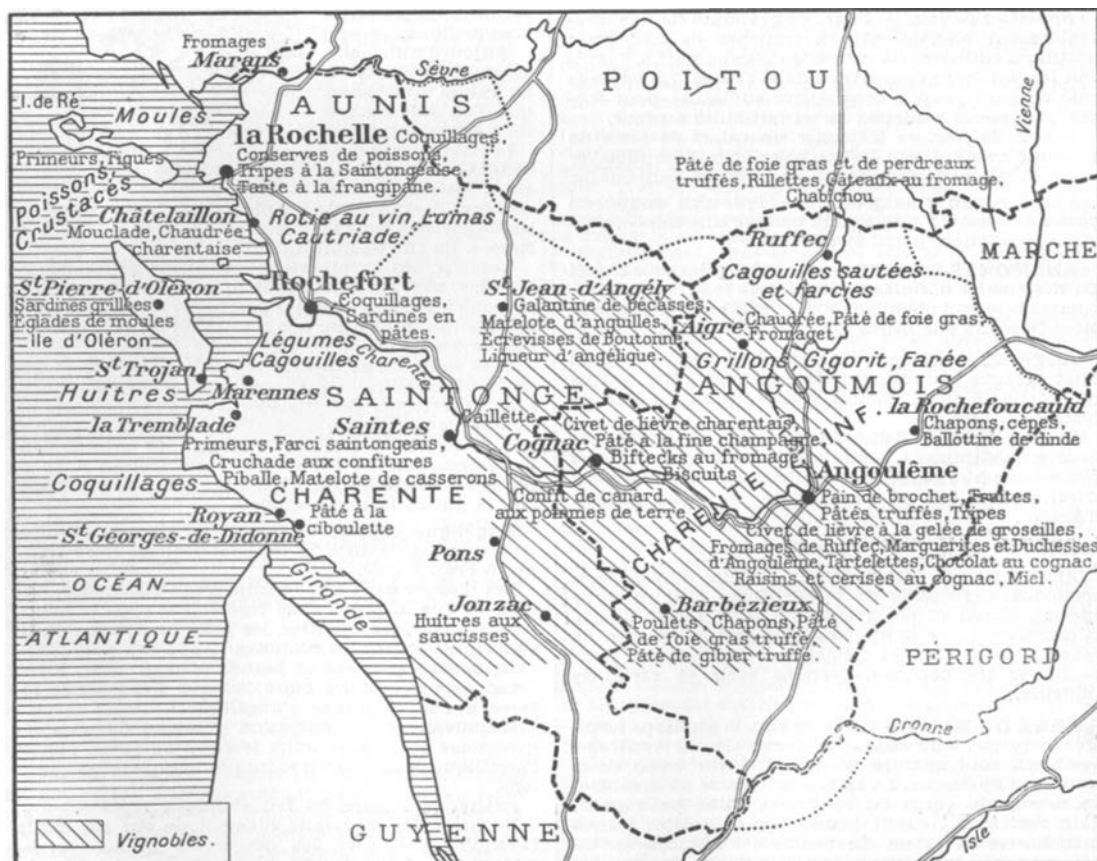 Fromages
Marans
Sèvre
POITOU
Vienne
I. de Ré
Moules
AUNIS
la Rochelle Coquillages,
Conserves de poissons,
Tripes à la Saintongeaise,
Tarte à la frangipane.
Primeurs, Figues
Poissons,
Crustacés
Châtelaillon
Mouclade, Chaudrée
charentaise
Rotie au vin, Lamas
Cautriade
Pâté de foie gras et de perdreaux
truffés, Rillettes, Gâteaux au fromage,
Chabichou
Ruffec
MARCHE
Cagouilles sautées
et farcies
St Pierre-d'Oléron
Sardines grillées
Eglades de moules
Ile d'Oléron
Rochefort
Coquillages,
Sardines en
pâtes.
St Jean-d'Angély
Galantine de bécasses,
Matelote d'anguilles,
Ecrevisses de Boutonne,
Liqueur d'angélique.
Aigre
Chaudrée, Pâté de foie gras
Fromaget
Grillons, Gigorit, Farée
Légumes
Cagouilles
Charente
St Trojan
Huitres
Marennes
la Tremblade
SAINTONGE
ANGOUMOIS
la Rochefoucauld
Chapons, cèpes,
Ballottine de dinde
Caillette
Saintes
Primeurs, Farci saintongeais,
Cruchade aux confitures
Piballe, Matelote de casserons
Cognac
Civet de lièvre charentais,
Pâté à la fine champagne,
Biftecks au fromage,
Biscuits
Angoulême
Pain de brochet, Truites,
Pâtés truffés, Tripes
Civet de lièvre à la gelée de groseilles,
Fromages de Ruffec, Marguerites et Duchesses
d'Angoulême, Tartelettes, Chocolat au cognac
Raisins et cerises au cognac, Miel.
Coquillages
CHARENTE
INF.
CHARENTE
Confit de canard
aux pommes de terre
Royan
Pâté à la
ciboulette
St Georges-de-Didonne
Pons
OCÉAN
ATLANTIQUE
Gironde
Jonzac
Huîtres aux
saucisses
Barbézieux
Poulets, Chapons, Pâté
de foie gras truffé,
Pâté de gibier truffé.
PÉRIGORD
Dronne
GUYENNE
Isle
Vignobles.